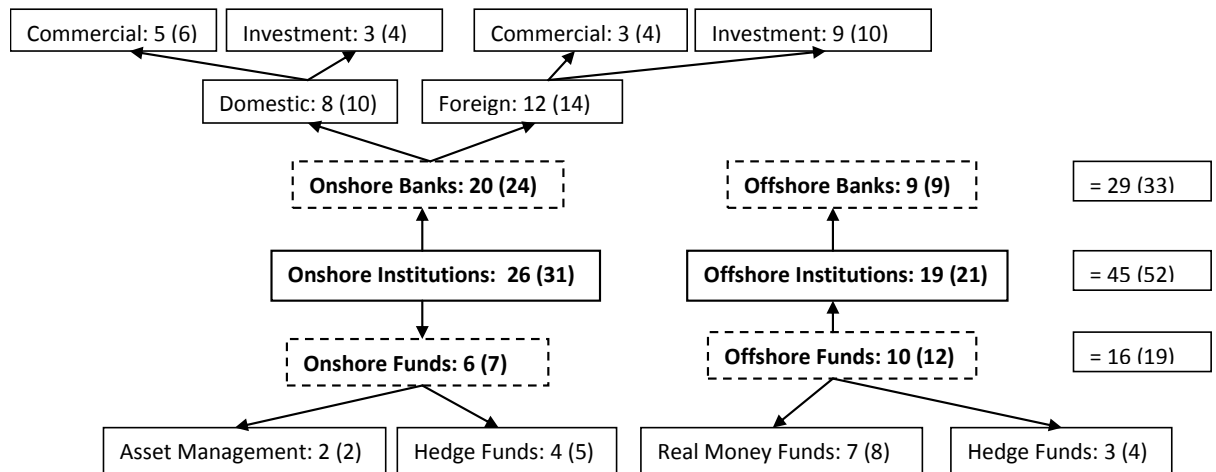 Commercial: 5 (6)
Investment: 3 (4)
Commercial: 3 (4)
Investment: 9 (10)
Domestic: 8 (10)
Foreign: 12 (14)
Onshore Banks: 20 (24)
Offshore Banks: 9 (9)
= 29 (33)
Onshore Institutions: 26 (31)
Offshore Institutions: 19 (21)
= 45 (52)
Onshore Funds: 6 (7)
Offshore Funds: 10 (12)
= 16 (19)
Asset Management: 2 (2)
Hedge Funds: 4 (5)
Real Money Funds: 7 (8)
Hedge Funds: 3 (4)